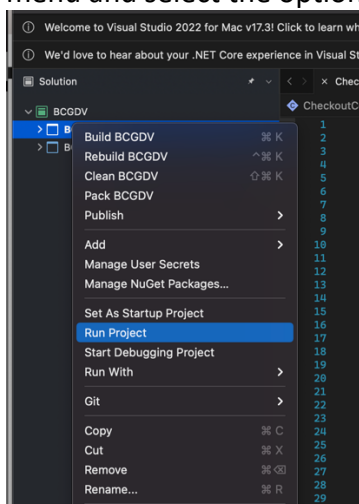 menu and select the option
Welcome to Visual Studio 2022 for Mac v17.3! Click to learn wh
We'd love to hear about your .NET Core experience in Visual St
Solution
× Chec
BCGDV
CheckoutC
B
B
Build BCGDV ⌘ K
Rebuild BCGDV ^⌘ K
Clean BCGDV ⇧⌘ K
Pack BCGDV
Publish
Add
Manage User Secrets
Manage NuGet Packages...
Set As Startup Project
Run Project
Start Debugging Project
Run With
Git
Copy ⌘ C
Cut ⌘ X
Remove ⌘⌫
Rename... ⌘ R
1
2
3
4
5
6
7
8
9
10
11
12
13
14
15
16
17
18
19
20
21
22
23
24
25
26
27
28
29